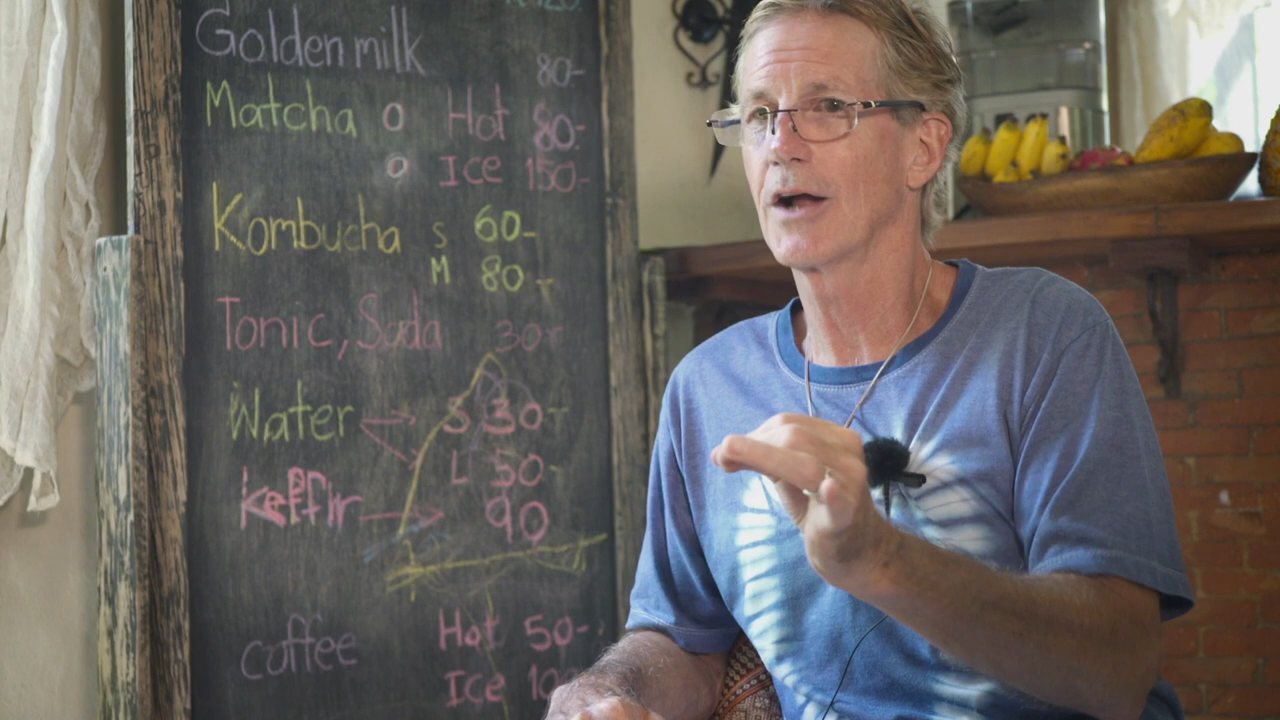 Golden milk 80-
Matcha o Hot 80-
o Ice 150-
Kombucha S 60-
M 80-
Tonic, Soda 30-
Water S 30-
L 50-
keffir 90
coffee Hot 50-
Ice